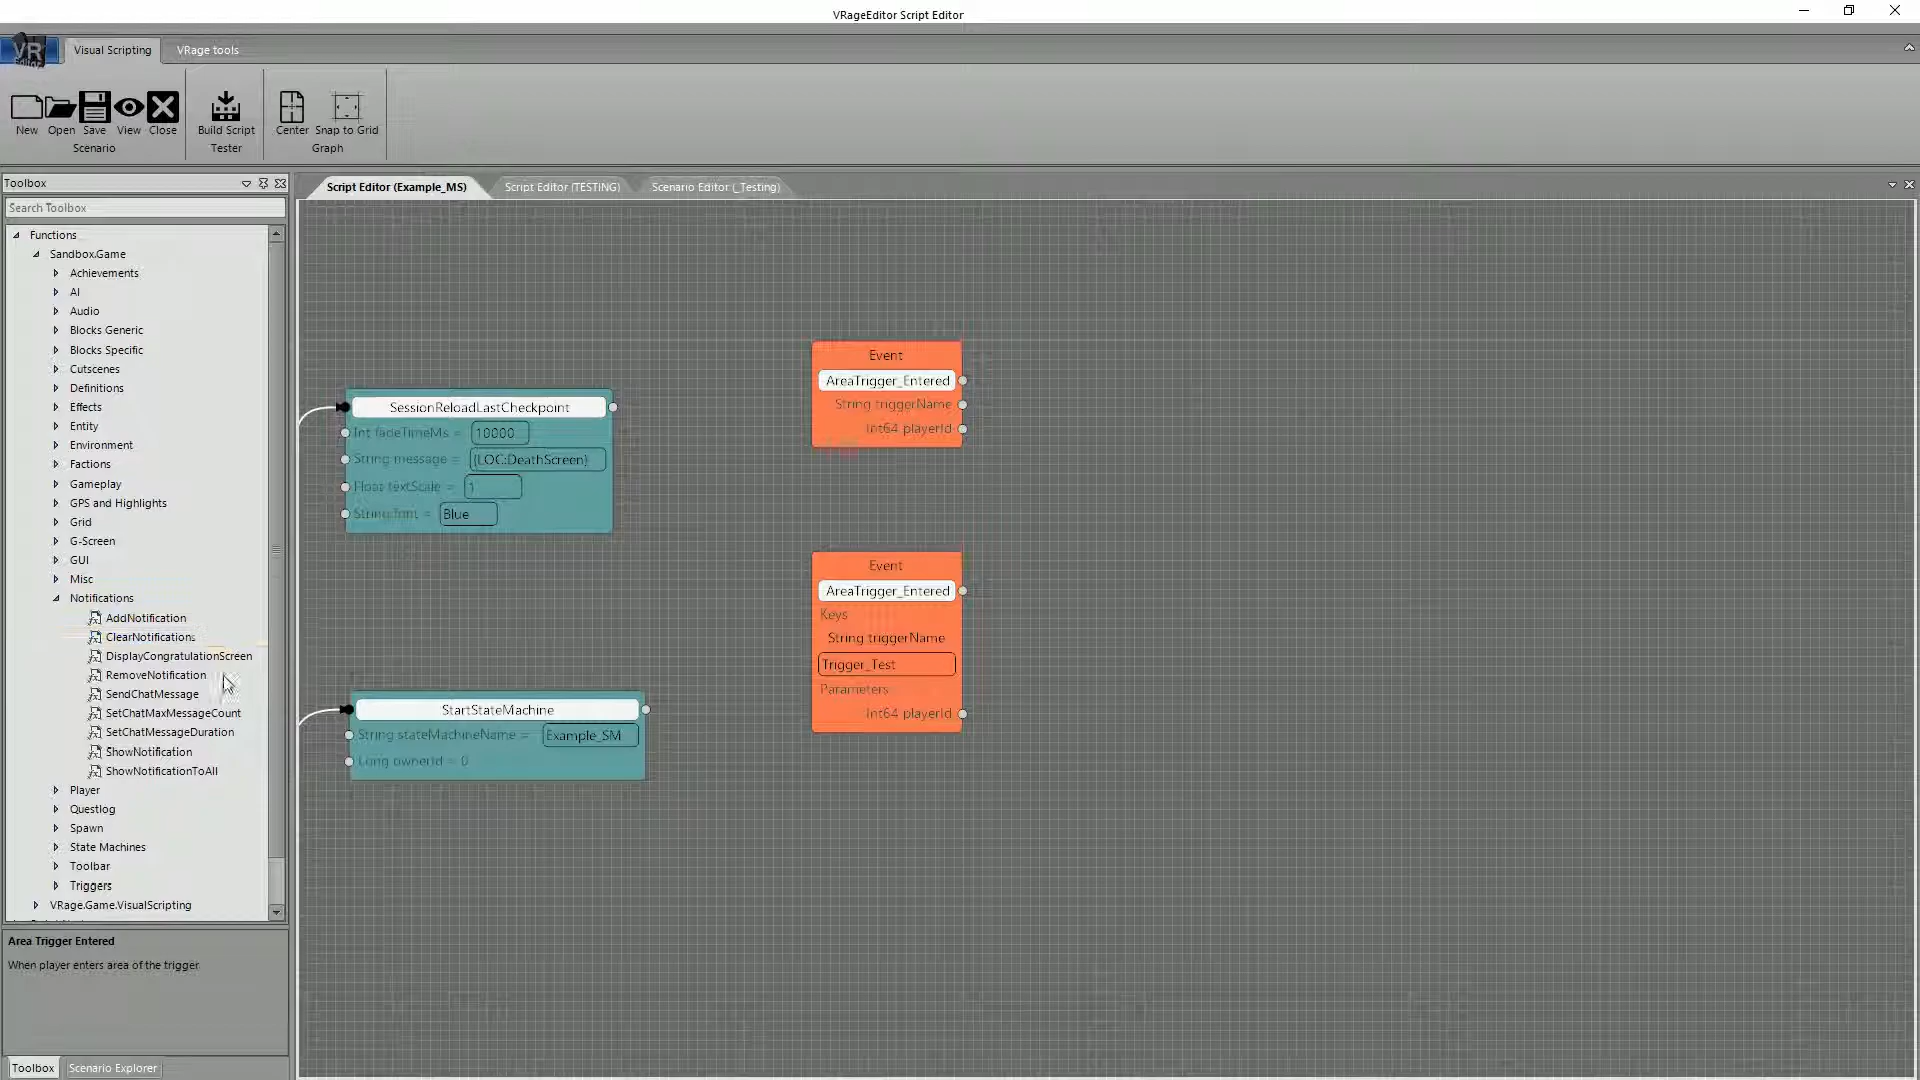 VRageEditor Script Editor
VR
Editor
Visual Scripting
VRage tools
New
Open
Save
View
Close
Scenario
Build Script
Tester
Center
Snap to Grid
Graph
Toolbox
Search Toolbox
Functions
Sandbox.Game
Achievements
AI
Audio
Blocks Generic
Blocks Specific
Cutscenes
Definitions
Effects
Entity
Environment
Factions
Gameplay
GPS and Highlights
Grid
G-Screen
GUI
Misc
Notifications
AddNotification
ClearNotifications
DisplayCongratulationScreen
RemoveNotification
SendChatMessage
SetChatMaxMessageCount
SetChatMessageDuration
ShowNotification
ShowNotificationToAll
Player
Questlog
Spawn
State Machines
Toolbar
Triggers
VRage.Game.VisualScripting
Area Trigger Entered
When player enters area of the trigger
Toolbox
Scenario Explorer
Script Editor (Example_MS)
Script Editor (TESTING)
Scenario Editor (_Testing)
SessionReloadLastCheckpoint
Int fadeTimeMs = 10000
String message = {LOC:DeathScreen}
Float textScale = 1
String font = Blue
StartStateMachine
String stateMachineName = Example_SM
Long ownerId = 0
Event
AreaTrigger_Entered
String triggerName
Int64 playerId
Event
AreaTrigger_Entered
Keys
String triggerName
Trigger_Test
Parameters
Int64 playerId